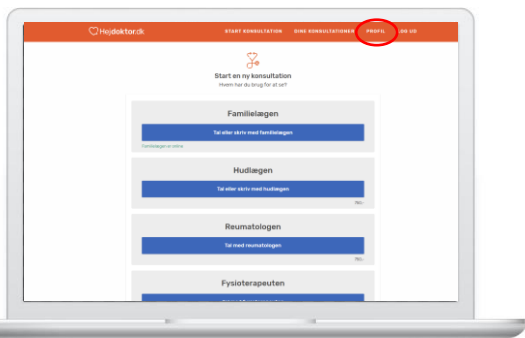 Hejdoktor.dk
START KONSULTATION DINE KONSULTATIONER PROFIL LOG UD
Start en ny konsultation
Hvem har du brug for at se?
Familielægen
Tal eller skriv med familielægen
Familielægen er online
Hudlægen
Tal eller skriv med hudlægen
Reumatologen
Tal med reumatologen
Fysioterapeuten